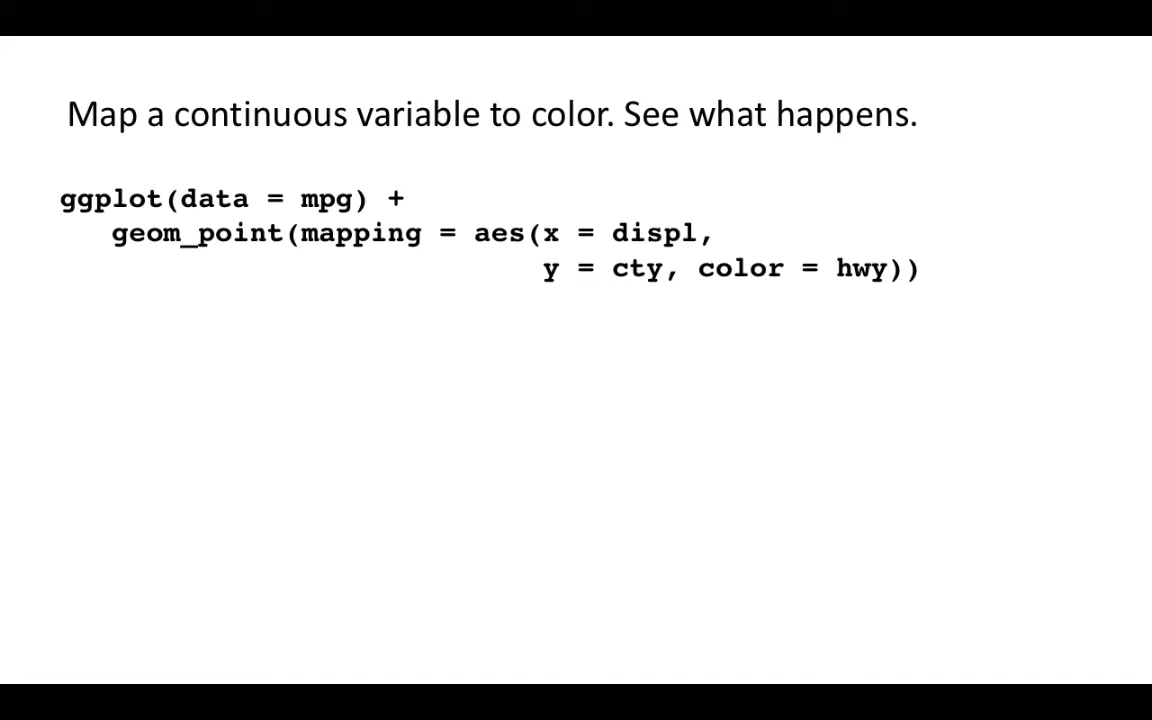 Map a continuous variable to color. See what happens.
ggplot(data = mpg) +
geom_point(mapping = aes(x = displ,
y = cty, color = hwy))